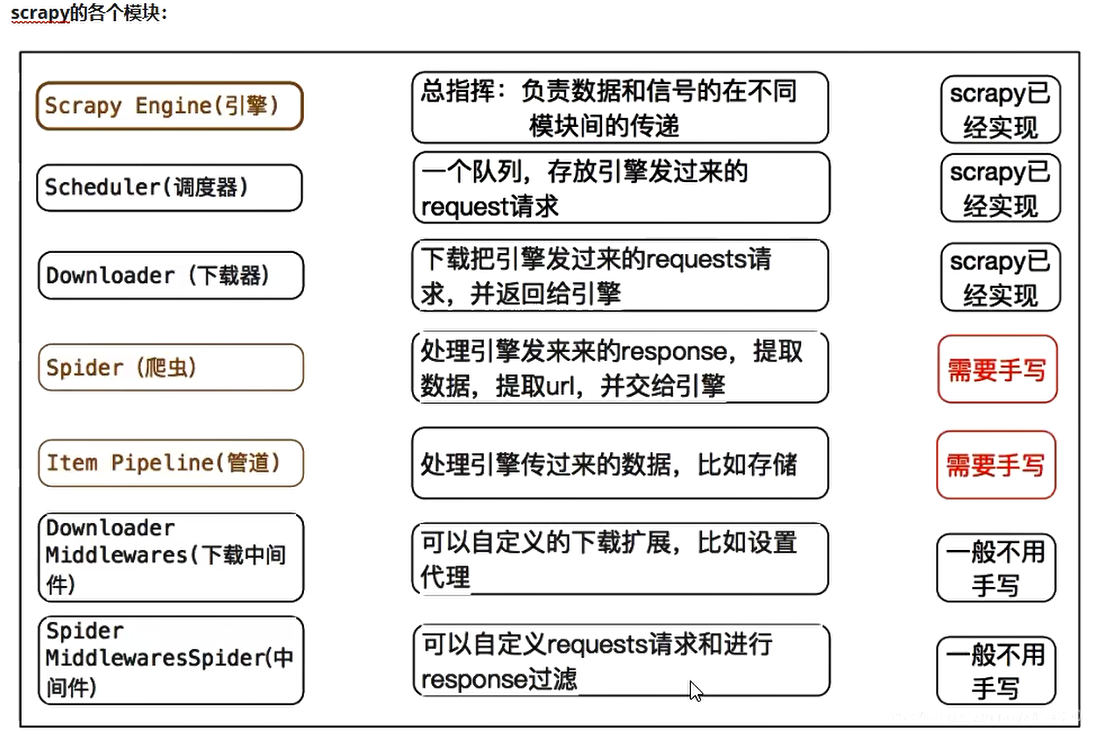 scrapy的各个模块：
Scrapy Engine(引擎)
总指挥：负责数据和信号的在不同
模块间的传递
scrapy已
经实现
Scheduler(调度器)
一个队列，存放引擎发过来的
request请求
scrapy已
经实现
Downloader（下载器）
下载把引擎发过来的requests请
求，并返回给引擎
scrapy已
经实现
Spider（爬虫）
处理引擎发来来的response，提取
数据，提取url，并交给引擎
需要手写
Item Pipeline(管道)
处理引擎传过来的数据，比如存储
需要手写
Downloader
Middlewares(下载中间
件)
可以自定义的下载扩展，比如设置
代理
一般不用
手写
Spider
MiddlewaresSpider(中
间件)
可以自定义requests请求和进行
response过滤
一般不用
手写